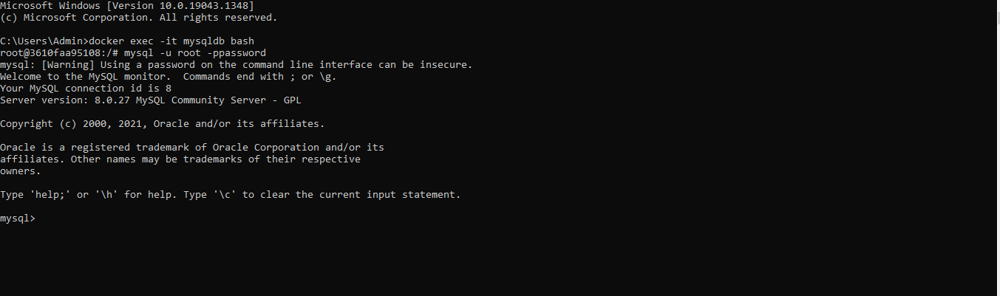 Microsoft Windows [Version 10.0.19043.1348]
(c) Microsoft Corporation. All rights reserved.
C:\Users\Admin>docker exec -it mysqldb bash
root@3610faa95108:/# mysql -u root -ppassword
mysql: [Warning] Using a password on the command line interface can be insecure.
Welcome to the MySQL monitor.  Commands end with ; or \g.
Your MySQL connection id is 8
Server version: 8.0.27 MySQL Community Server - GPL
Copyright (c) 2000, 2021, Oracle and/or its affiliates.
Oracle is a registered trademark of Oracle Corporation and/or its
affiliates. Other names may be trademarks of their respective
owners.
Type 'help;' or '\h' for help. Type '\c' to clear the current input statement.
mysql>